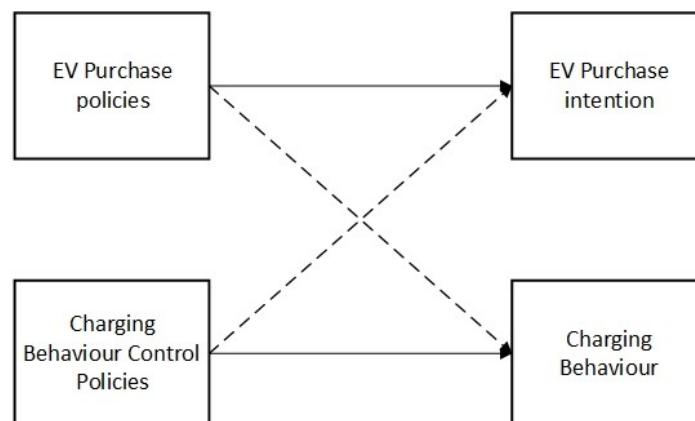 EV Purchase
policies
EV Purchase
intention
Charging
Behaviour Control
Policies
Charging
Behaviour